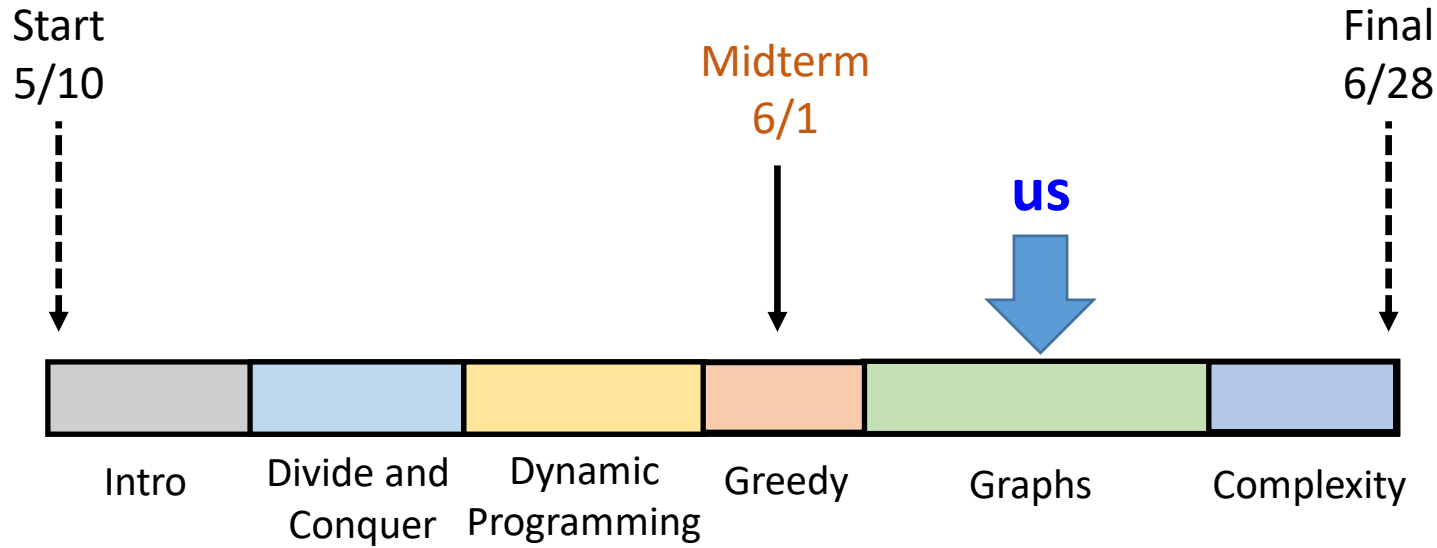 Start
5/10
Midterm
6/1
Final
6/28
us
Intro
Divide and
Conquer
Dynamic
Programming
Greedy
Graphs
Complexity